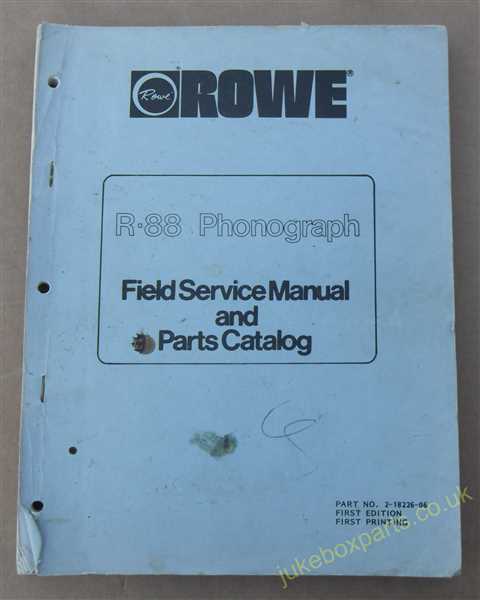 Rowe ROWE®
R-88 Phonograph
Field Service Manual
and
Parts Catalog
PART NO. 2-18226-06
FIRST EDITION
FIRST PRINTING
jukeboxparts.co.uk